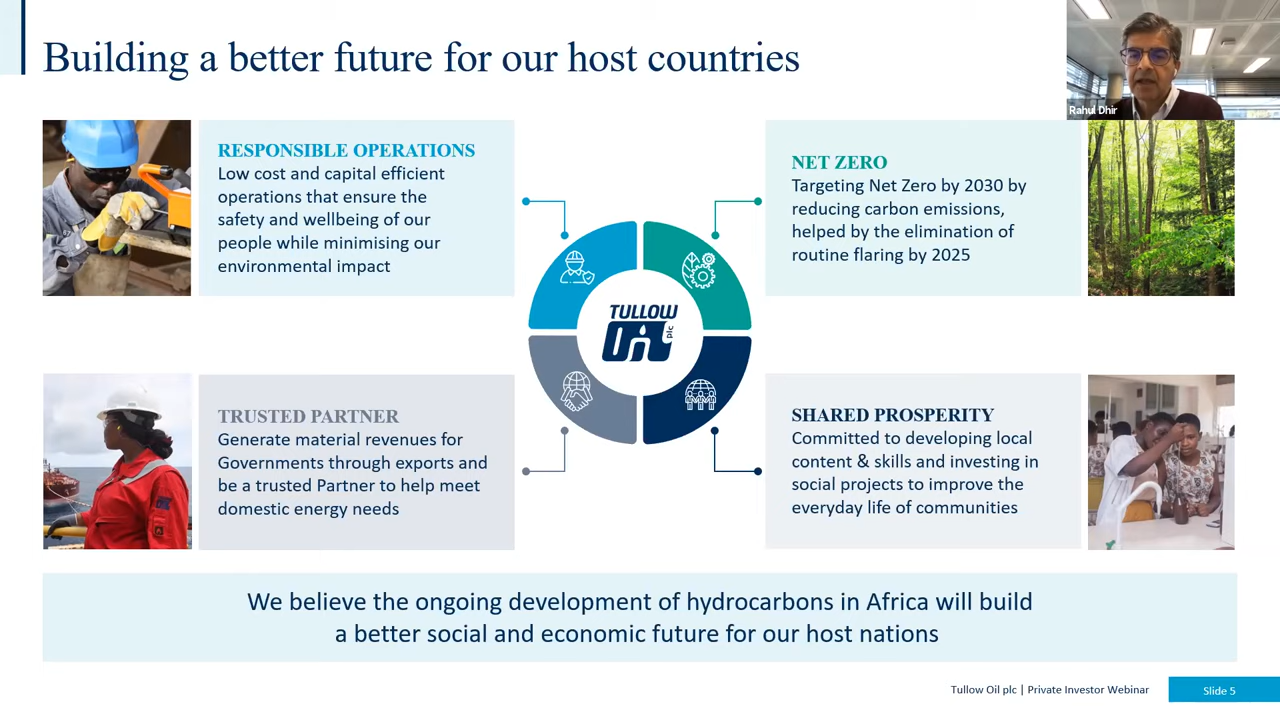 Building a better future for our host countries
Rahul Dhir
RESPONSIBLE OPERATIONS
Low cost and capital efficient
operations that ensure the
safety and wellbeing of our
people while minimising our
environmental impact
NET ZERO
Targeting Net Zero by 2030 by
reducing carbon emissions,
helped by the elimination of
routine flaring by 2025
TULLOW
Oil plc
TRUSTED PARTNER
Generate material revenues for
Governments through exports and
be a trusted Partner to help meet
domestic energy needs
SHARED PROSPERITY
Committed to developing local
content & skills and investing in
social projects to improve the
everyday life of communities
We believe the ongoing development of hydrocarbons in Africa will build
a better social and economic future for our host nations
Tullow Oil plc | Private Investor Webinar
Slide 5